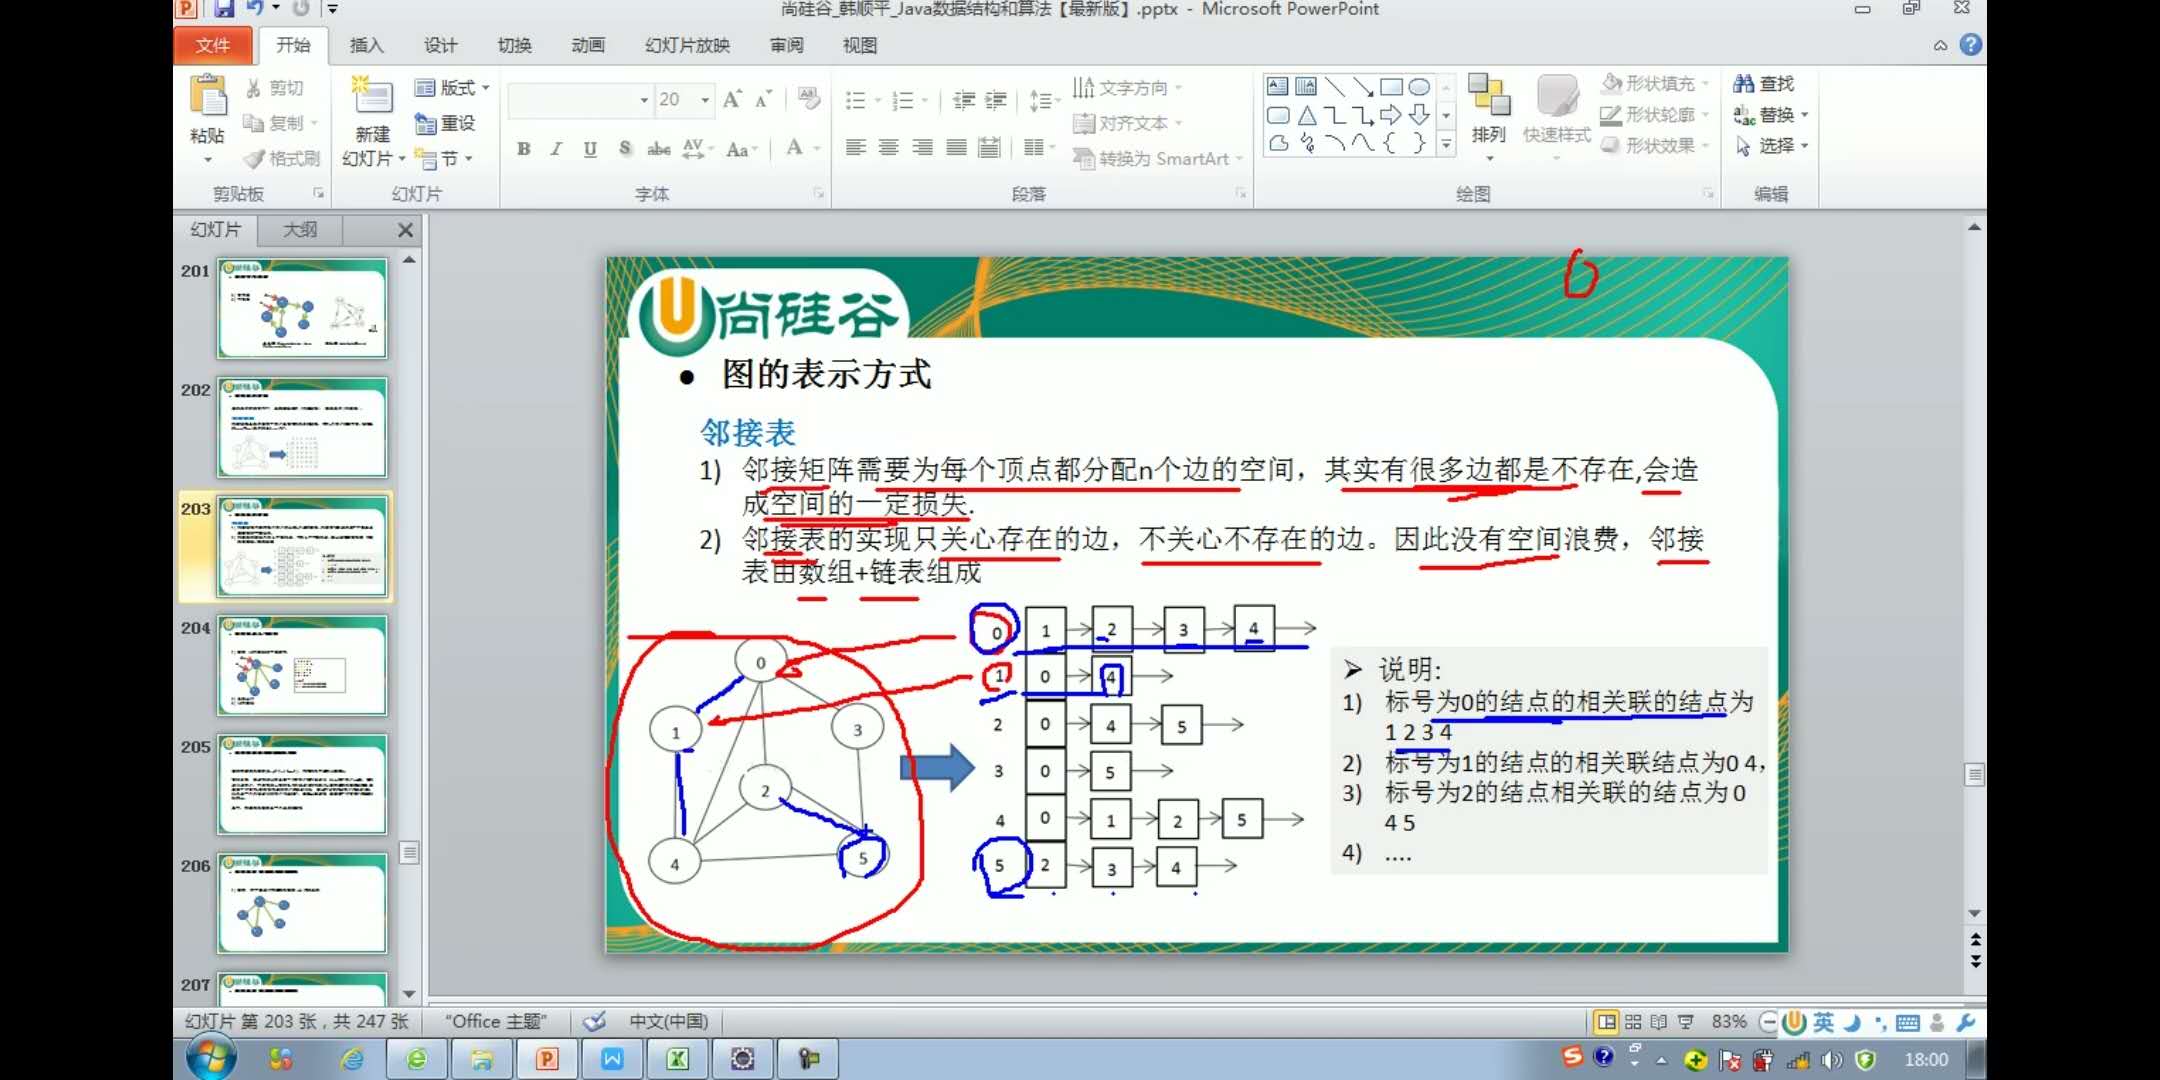 尚硅谷_韩顺平_Java数据结构和算法【最新版】.pptx - Microsoft PowerPoint
文件 开始 插入 设计 切换 动画 幻灯片放映 审阅 视图
粘贴 剪切 复制 格式刷 剪贴板
新建幻灯片 版式 重设 节 幻灯片
20 字体
文字方向 对齐文本 转换为 SmartArt 段落
排列 快速样式 形状填充 形状轮廓 形状效果 绘图
查找 替换 选择 编辑
幻灯片 大纲
201
202
203
204
205
206
207
6
尚硅谷
● 图的表示方式
邻接表
1) 邻接矩阵需要为每个顶点都分配n个边的空间，其实有很多边都是不存在,会造
成空间的一定损失.
2) 邻接表的实现只关心存在的边，不关心不存在的边。因此没有空间浪费，邻接
表由数组+链表组成
0
1
3
2
4
5
0 1 2 3 4
1 0 4
2 0 4 5
3 0 5
4 0 1 2 5
5 2 3 4
说明:
1) 标号为0的结点的相关联的结点为
1 2 3 4
2) 标号为1的结点的相关联结点为0 4，
3) 标号为2的结点相关联的结点为 0
4 5
4) ....
幻灯片 第 203 张，共 247 张 “Office 主题” 中文(中国) 83% 英
18:00